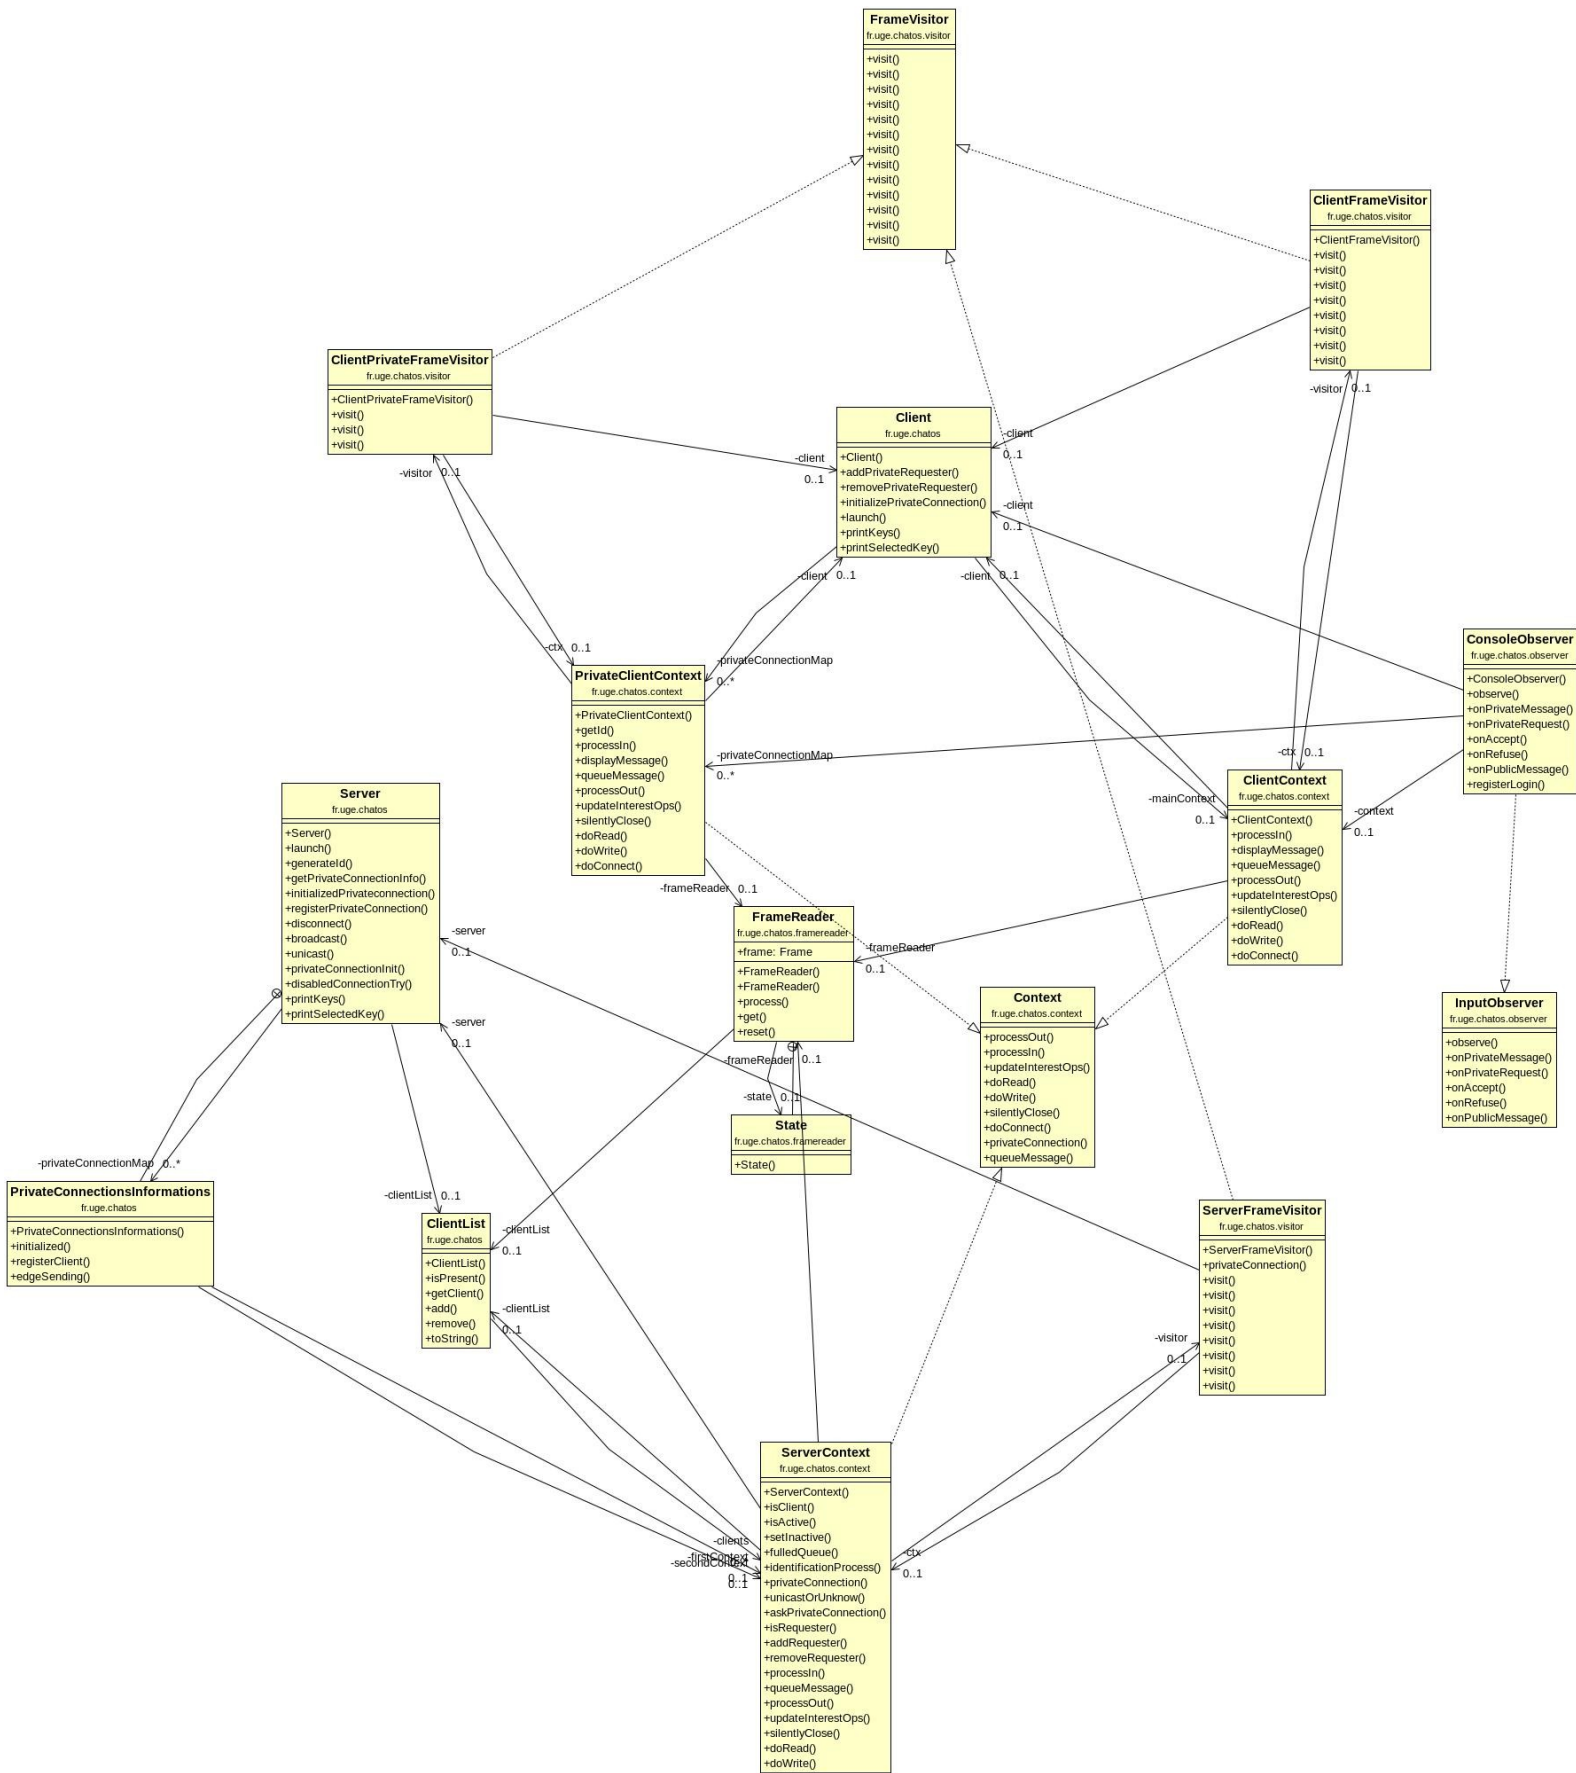 FrameVisitor
fr.uge.chatos.visitor
+visit()
+visit()
+visit()
+visit()
+visit()
+visit()
+visit()
+visit()
+visit()
+visit()
+visit()
+visit()
+visit()
ClientFrameVisitor
fr.uge.chatos.visitor
+ClientFrameVisitor()
+visit()
+visit()
+visit()
+visit()
+visit()
+visit()
+visit()
+visit()
-visitor 0..1
ClientPrivateFrameVisitor
fr.uge.chatos.visitor
+ClientPrivateFrameVisitor()
+visit()
+visit()
+visit()
-visitor 0..1
Client
fr.uge.chatos
+Client()
+addPrivateRequester()
+removePrivateRequester()
+initializePrivateConnection()
+launch()
+printKeys()
+printSelectedKey()
-client
0..1
-client
0..1
-client
0..1
-client 0..1
-client 0..1
-ctx 0..1
-privateConnectionMap
0..*
PrivateClientContext
fr.uge.chatos.context
+PrivateClientContext()
+getId()
+processIn()
+displayMessage()
+queueMessage()
+processOut()
+updateInterestOps()
+silentlyClose()
+doRead()
+doWrite()
+doConnect()
-privateConnectionMap
0..*
ConsoleObserver
fr.uge.chatos.observer
+ConsoleObserver()
+observe()
+onPrivateMessage()
+onPrivateRequest()
+onAccept()
+onRefuse()
+onPublicMessage()
+registerLogin()
-ctx 0..1
-mainContext
0..1
ClientContext
fr.uge.chatos.context
+ClientContext()
+processIn()
+displayMessage()
+queueMessage()
+processOut()
+updateInterestOps()
+silentlyClose()
+doRead()
+doWrite()
+doConnect()
-context
0..1
Server
fr.uge.chatos
+Server()
+launch()
+generateId()
+getPrivateConnectionInfo()
+initializedPrivateconnection()
+registerPrivateConnection()
+disconnect()
+broadcast()
+unicast()
+privateConnectionInit()
+disabledConnectionTry()
+printKeys()
+printSelectedKey()
-server
0..1
-server
0..1
-frameReader 0..1
FrameReader
fr.uge.chatos.framereader
+frame: Frame
+FrameReader()
+FrameReader()
+process()
+get()
+reset()
-frameReader
0..1
-frameReader 0..1
-state 0..1
State
fr.uge.chatos.framereader
+State()
Context
fr.uge.chatos.context
+processOut()
+processIn()
+updateInterestOps()
+doRead()
+doWrite()
+silentlyClose()
+doConnect()
+privateConnection()
+queueMessage()
InputObserver
fr.uge.chatos.observer
+observe()
+onPrivateMessage()
+onPrivateRequest()
+onAccept()
+onRefuse()
+onPublicMessage()
-privateConnectionMap 0..*
PrivateConnectionsInformations
fr.uge.chatos
+PrivateConnectionsInformations()
+initialized()
+registerClient()
+edgeSending()
-clientList 0..1
ClientList
fr.uge.chatos
+ClientList()
+isPresent()
+getClient()
+add()
+remove()
+toString()
-clientList
0..1
-clientList
0..1
ServerFrameVisitor
fr.uge.chatos.visitor
+ServerFrameVisitor()
+privateConnection()
+visit()
+visit()
+visit()
+visit()
+visit()
+visit()
+visit()
+visit()
-visitor
0..1
-clients
-firstContext
-secondContext
0..1
0..1
ServerContext
fr.uge.chatos.context
+ServerContext()
+isClient()
+isActive()
+setInactive()
+fulledQueue()
+identificationProcess()
+privateConnection()
+unicastOrUnknow()
+askPrivateConnection()
+isRequester()
+addRequester()
+removeRequester()
+processIn()
+queueMessage()
+processOut()
+updateInterestOps()
+silentlyClose()
+doRead()
+doWrite()
-ctx
0..1